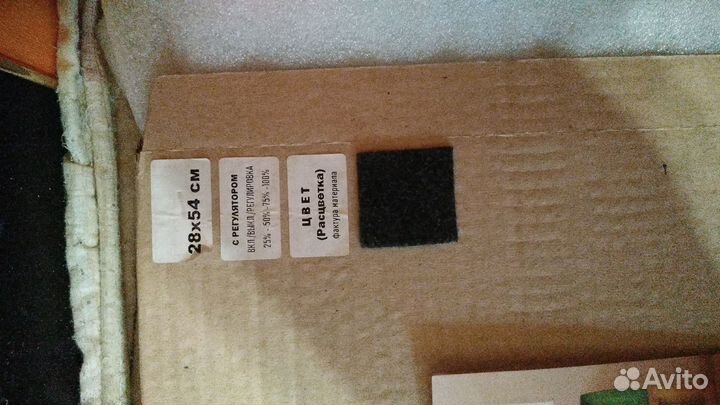 28x54 см
С РЕГУЛЯТОРОМ
ВКЛ/ВЫКЛ/РЕГУЛИРОВКА
25% - 50% - 75% - 100%
ЦВЕТ
(Расцветка)
фактура материала
Avito